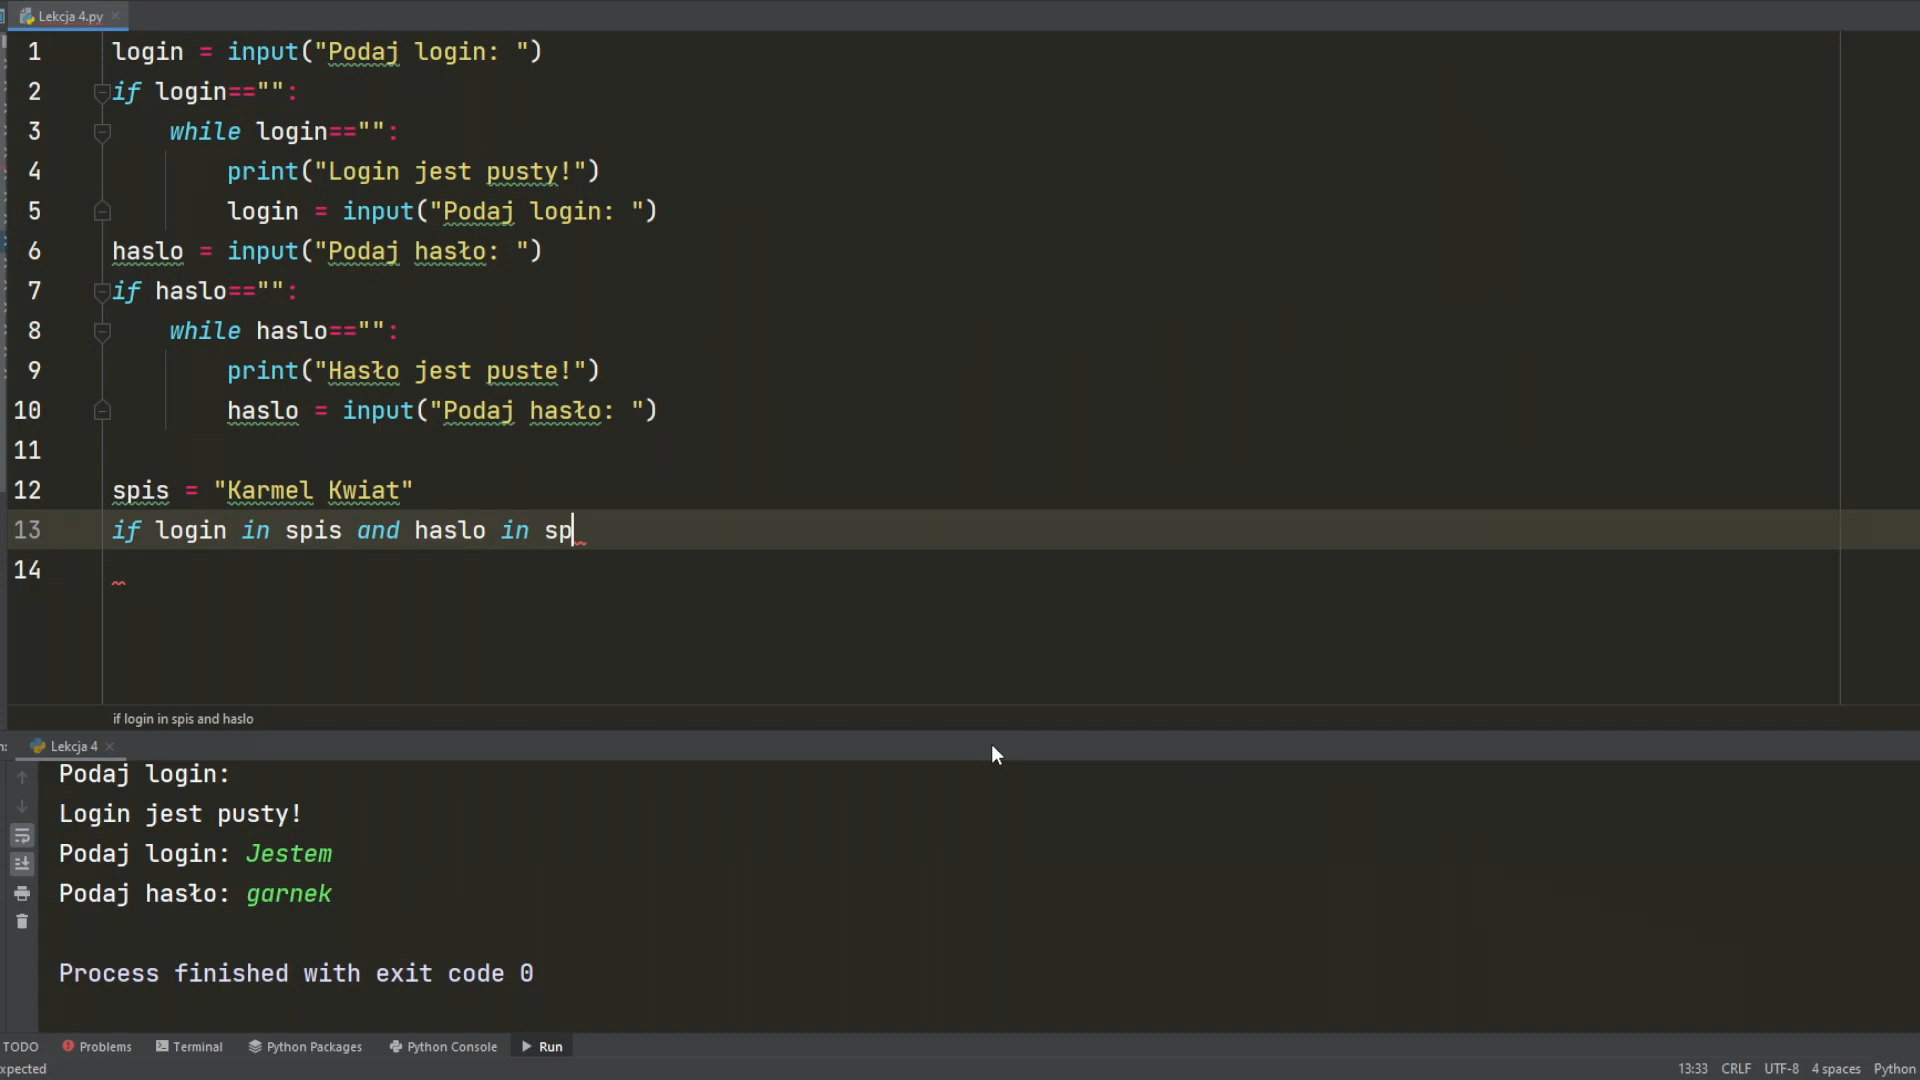 Lekcja 4.py
1 login = input("Podaj login: ")
2 if login=="":
3 while login=="":
4 print("Login jest pusty!")
5 login = input("Podaj login: ")
6 haslo = input("Podaj hasło: ")
7 if haslo=="":
8 while haslo=="":
9 print("Hasło jest puste!")
10 haslo = input("Podaj hasło: ")
11
12 spis = "Karmel Kwiat"
13 if login in spis and haslo in sp
14
if login in spis and haslo
Lekcja 4
Podaj login:
Login jest pusty!
Podaj login: Jestem
Podaj hasło: garnek
Process finished with exit code 0
TODO Problems Terminal Python Packages Python Console Run
xpected 13:33 CRLF UTF-8 4 spaces Python